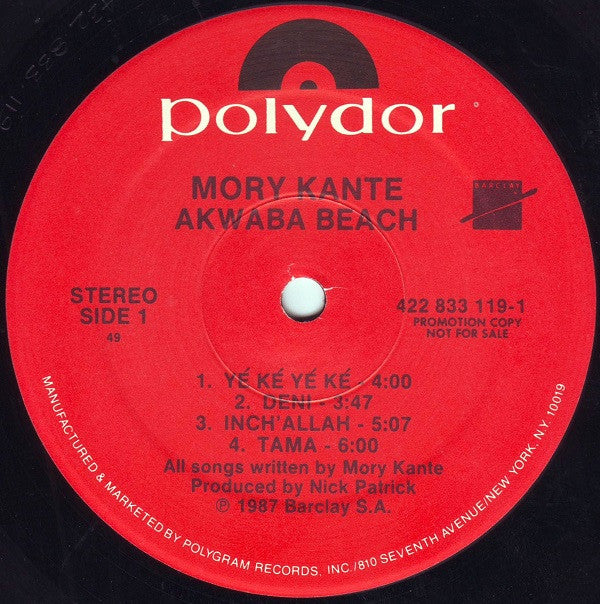 polydor
MORY KANTE
AKWABA BEACH
BARCLAY
STEREO
SIDE 1
49
422 833 119-1
PROMOTION COPY
NOT FOR SALE
1. YÉ KÉ YÉ KÉ - 4:00
2. DENI - 3:47
3. INCH'ALLAH - 5:07
4. TAMA - 6:00
All songs written by Mory Kante
Produced by Nick Patrick
℗ 1987 Barclay S.A.
MANUFACTURED & MARKETED BY POLYGRAM RECORDS, INC./810 SEVENTH AVENUE/NEW YORK, N.Y. 10019